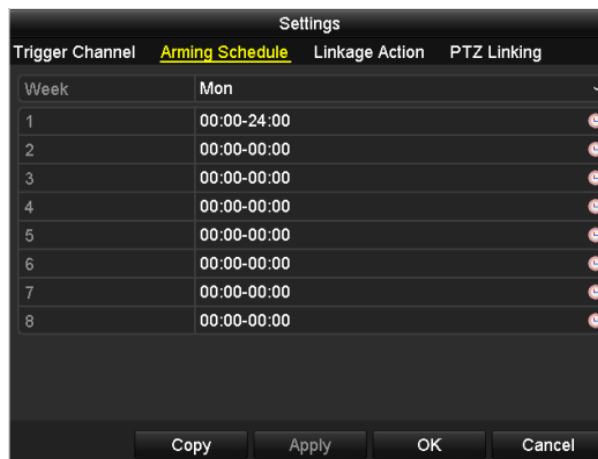 Settings
Trigger Channel Arming Schedule Linkage Action PTZ Linking
Week Mon
1 00:00-24:00
2 00:00-00:00
3 00:00-00:00
4 00:00-00:00
5 00:00-00:00
6 00:00-00:00
7 00:00-00:00
8 00:00-00:00
Copy Apply OK Cancel